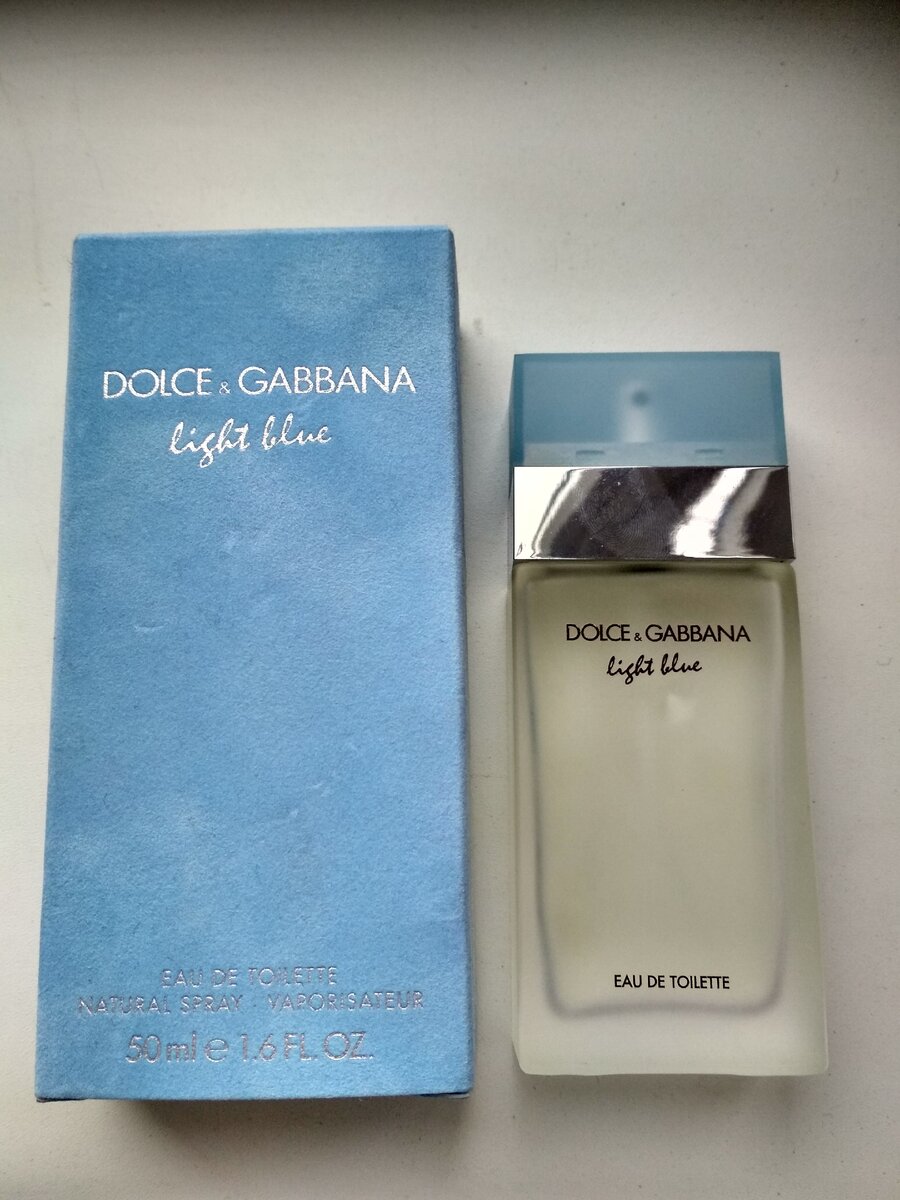 DOLCE & GABBANA
light blue
EAU DE TOILETTE
NATURAL SPRAY · VAPORISATEUR
50 ml e 1.6 FL. OZ.
DOLCE & GABBANA
light blue
EAU DE TOILETTE